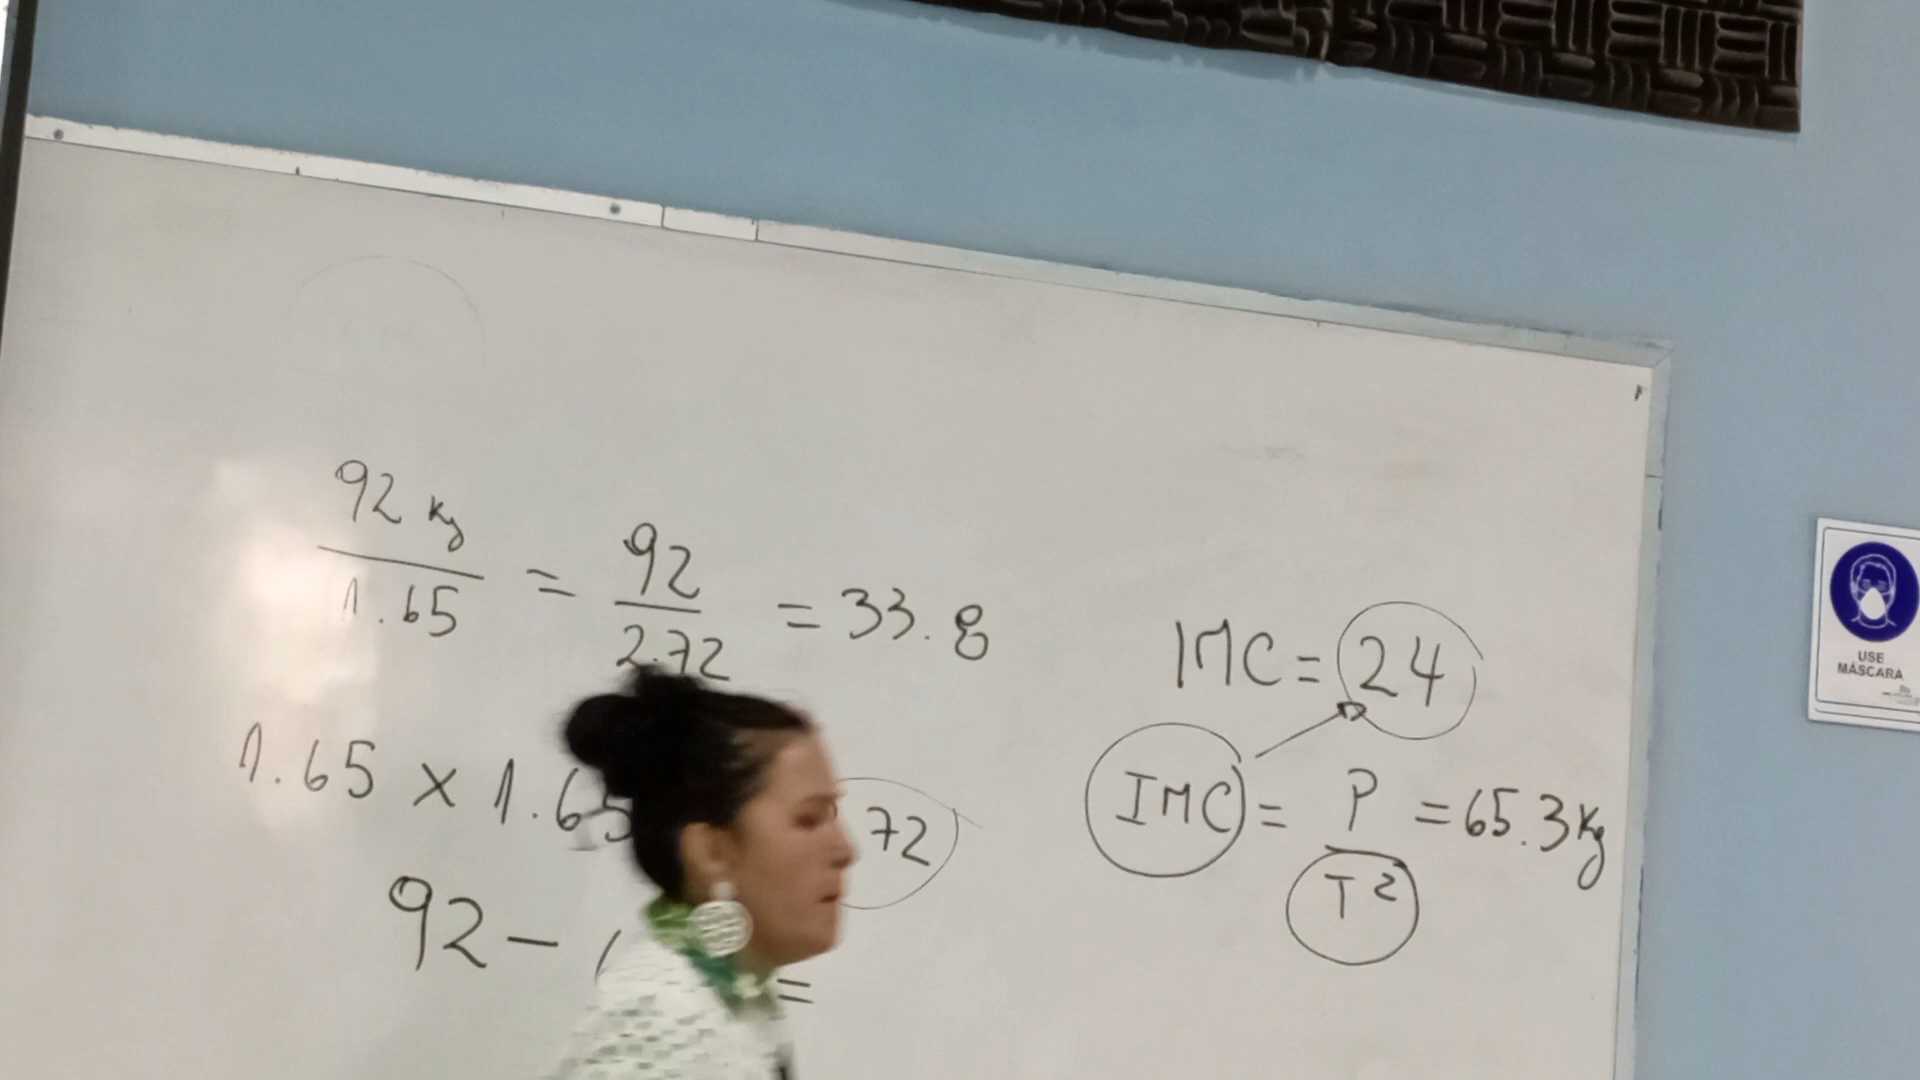 92 kg
1.65
= 92
2.72
= 33.8
1.65 x 1.65
72
92 -
=
IMC = 24
IMC = P
T²
= 65.3 kg
USE
MÁSCARA